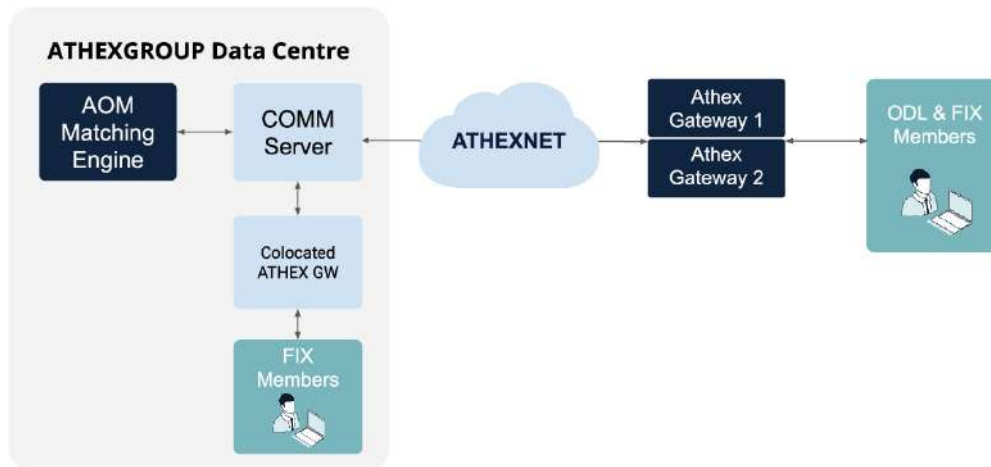 ATHEXGROUP Data Centre
AOM
Matching
Engine
COMM
Server
ATHEXNET
Athex
Gateway 1
Athex
Gateway 2
ODL & FIX
Members
Colocated
ATHEX GW
FIX
Members